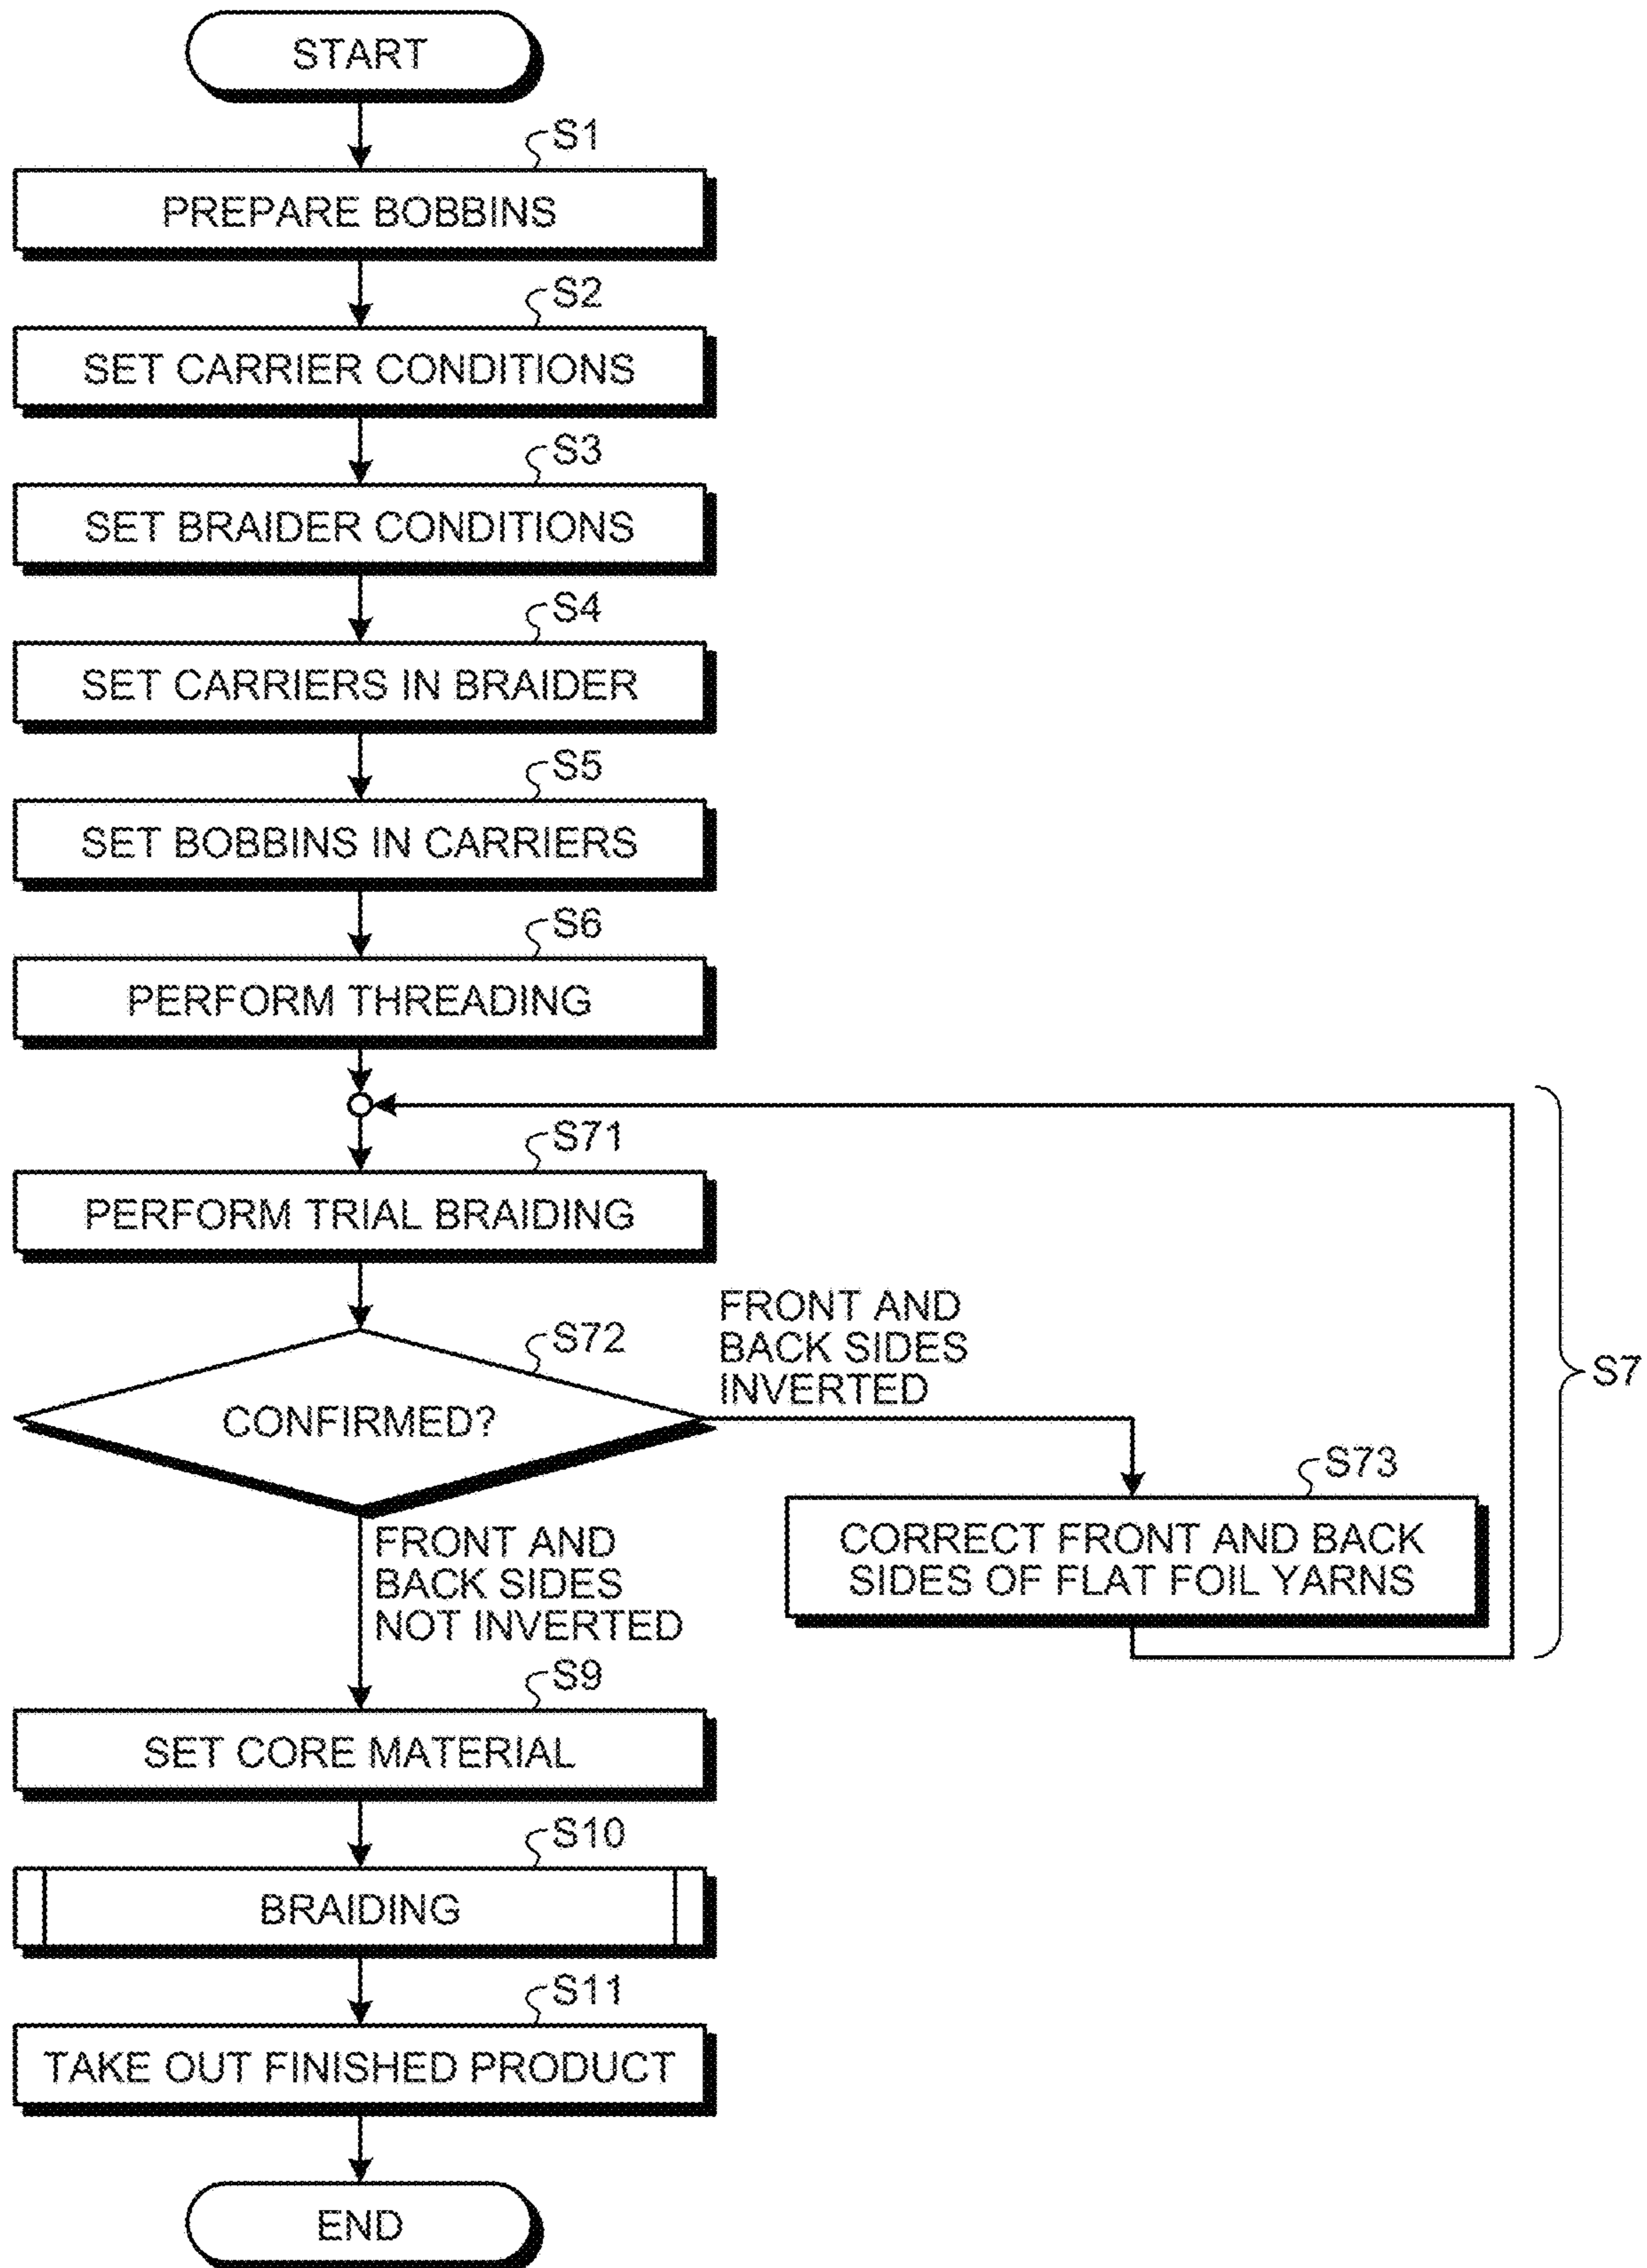 START
S1
PREPARE BOBBINS
S2
SET CARRIER CONDITIONS
S3
SET BRAIDER CONDITIONS
S4
SET CARRIERS IN BRAIDER
S5
SET BOBBINS IN CARRIERS
S6
PERFORM THREADING
S71
PERFORM TRIAL BRAIDING
S72
CONFIRMED?
FRONT AND
BACK SIDES
INVERTED
S7
S73
CORRECT FRONT AND BACK
SIDES OF FLAT FOIL YARNS
FRONT AND
BACK SIDES
NOT INVERTED
S9
SET CORE MATERIAL
S10
BRAIDING
S11
TAKE OUT FINISHED PRODUCT
END